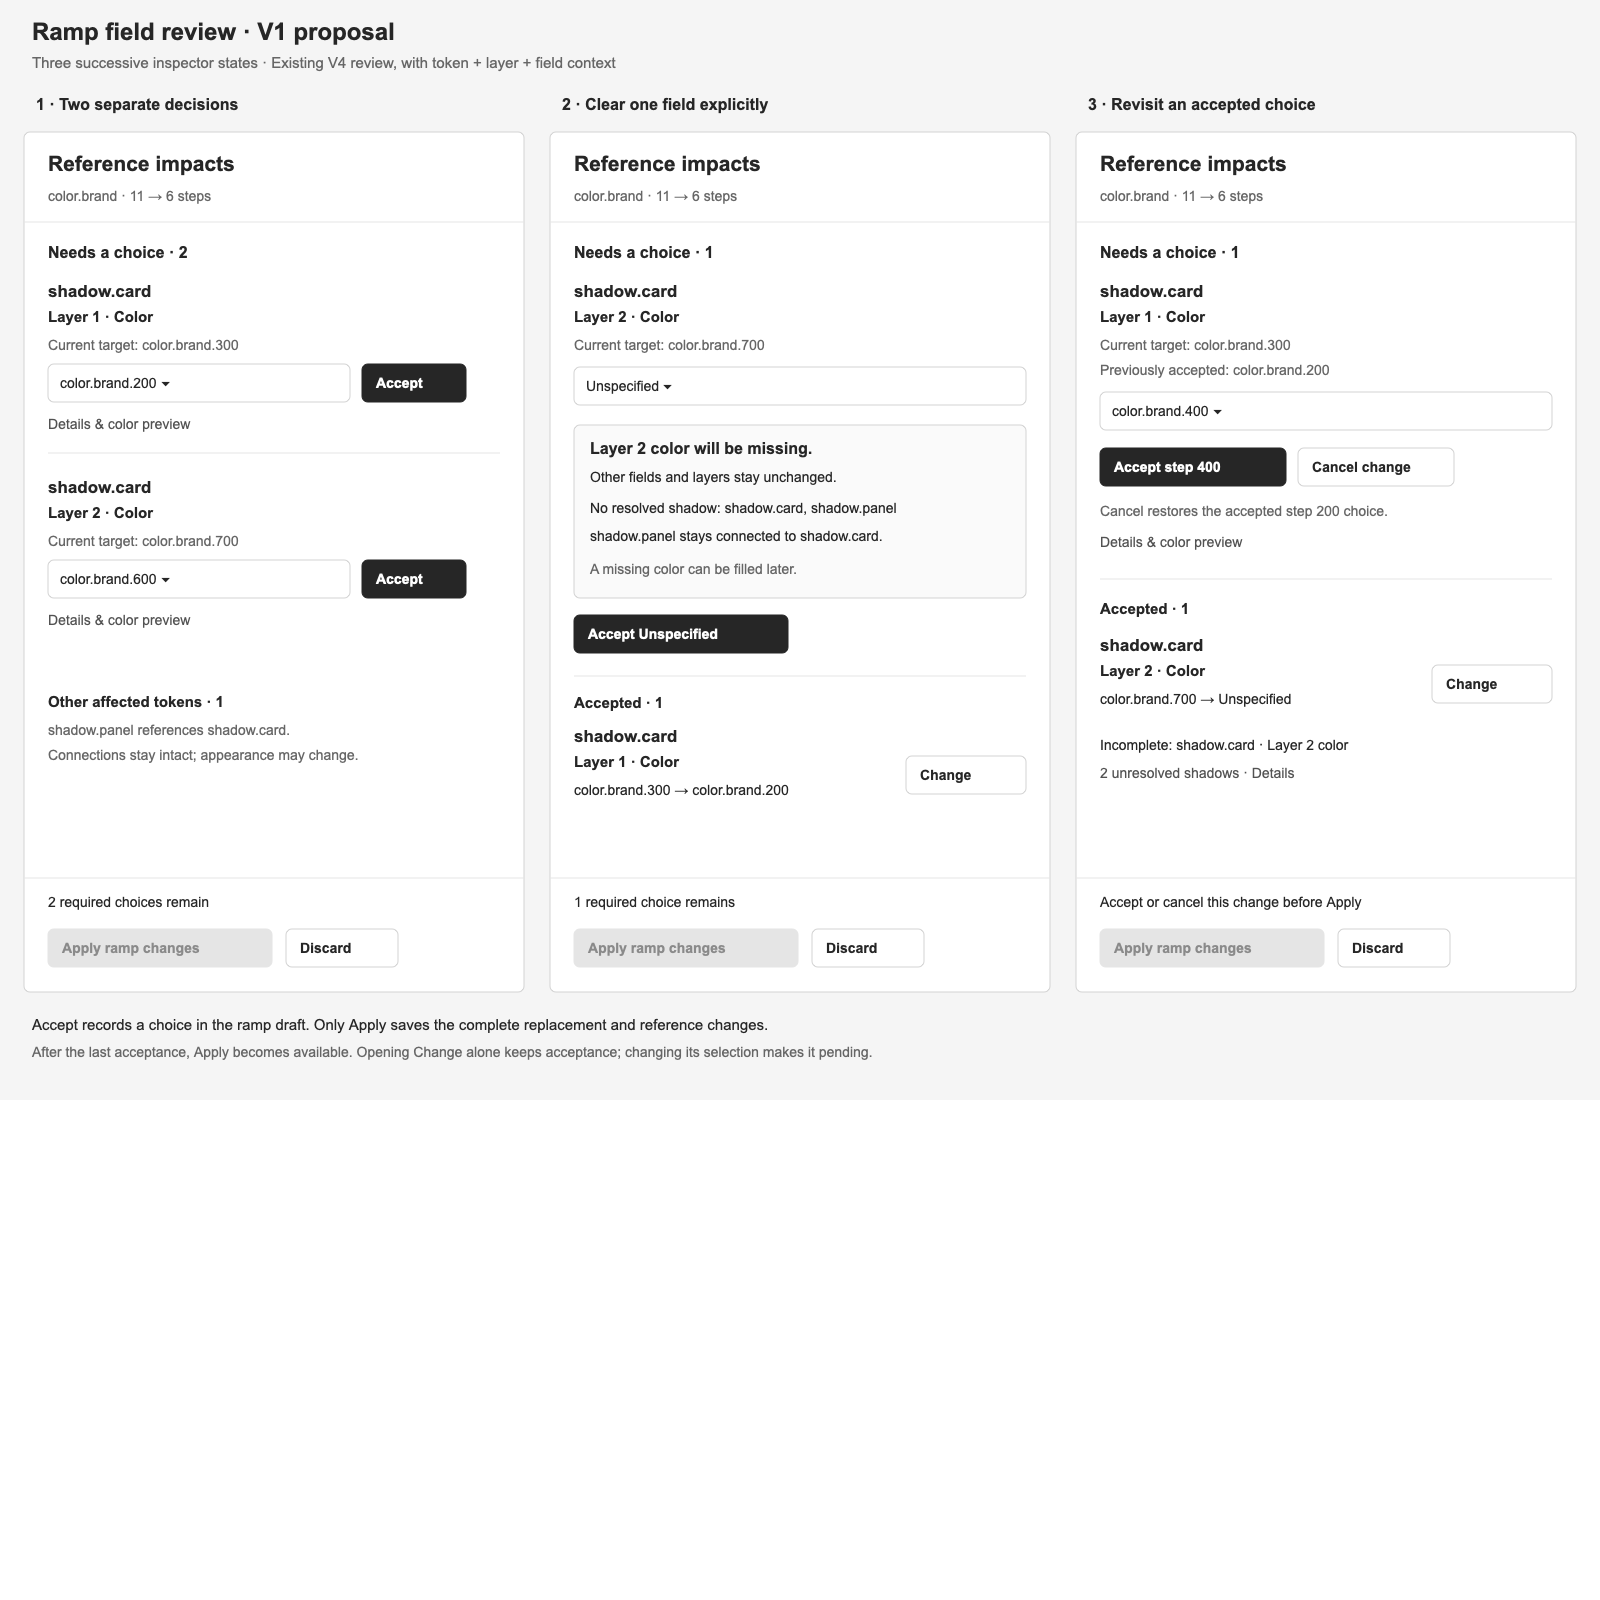 Ramp field review · V1 proposal
Three successive inspector states · Existing V4 review, with token + layer + field context
1 · Two separate decisions
Reference impacts
color.brand · 11 → 6 steps
Needs a choice · 2
shadow.card
Layer 1 · Color
Current target: color.brand.300
color.brand.200
Accept
Details & color preview
shadow.card
Layer 2 · Color
Current target: color.brand.700
color.brand.600
Accept
Details & color preview
Other affected tokens · 1
shadow.panel references shadow.card.
Connections stay intact; appearance may change.
2 required choices remain
Apply ramp changes
Discard
2 · Clear one field explicitly
Reference impacts
color.brand · 11 → 6 steps
Needs a choice · 1
shadow.card
Layer 2 · Color
Current target: color.brand.700
Unspecified
Layer 2 color will be missing.
Other fields and layers stay unchanged.
No resolved shadow: shadow.card, shadow.panel
shadow.panel stays connected to shadow.card.
A missing color can be filled later.
Accept Unspecified
Accepted · 1
shadow.card
Layer 1 · Color
color.brand.300 → color.brand.200
Change
1 required choice remains
Apply ramp changes
Discard
3 · Revisit an accepted choice
Reference impacts
color.brand · 11 → 6 steps
Needs a choice · 1
shadow.card
Layer 1 · Color
Current target: color.brand.300
Previously accepted: color.brand.200
color.brand.400
Accept step 400
Cancel change
Cancel restores the accepted step 200 choice.
Details & color preview
Accepted · 1
shadow.card
Layer 2 · Color
color.brand.700 → Unspecified
Change
Incomplete: shadow.card · Layer 2 color
2 unresolved shadows · Details
Accept or cancel this change before Apply
Apply ramp changes
Discard
Accept records a choice in the ramp draft. Only Apply saves the complete replacement and reference changes.
After the last acceptance, Apply becomes available. Opening Change alone keeps acceptance; changing its selection makes it pending.